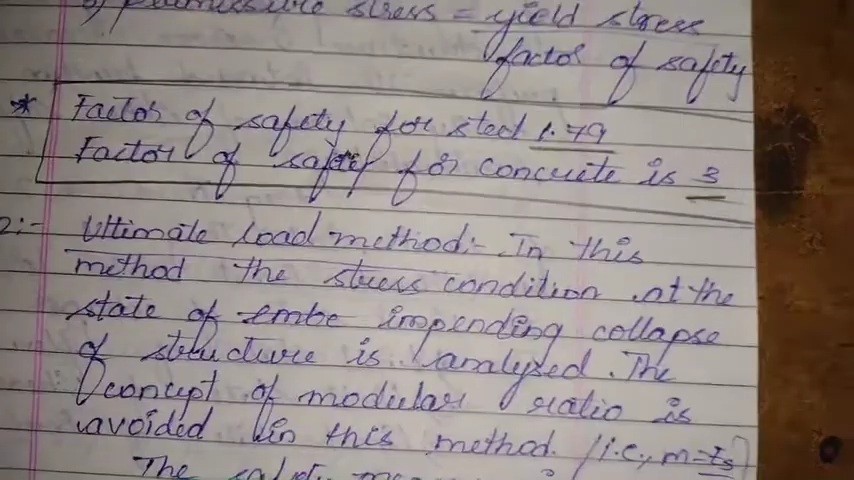 stress = yield stress
factor of safety
* Factor of safety for steel 1.79
Factor of safety for concrete is 3
2:- Ultimate load method:- In this
method the stress condition at the
state of impending collapse
of structure is analysed. The
concept of modular ratio is
avoided in this method. (i.e., m=
The